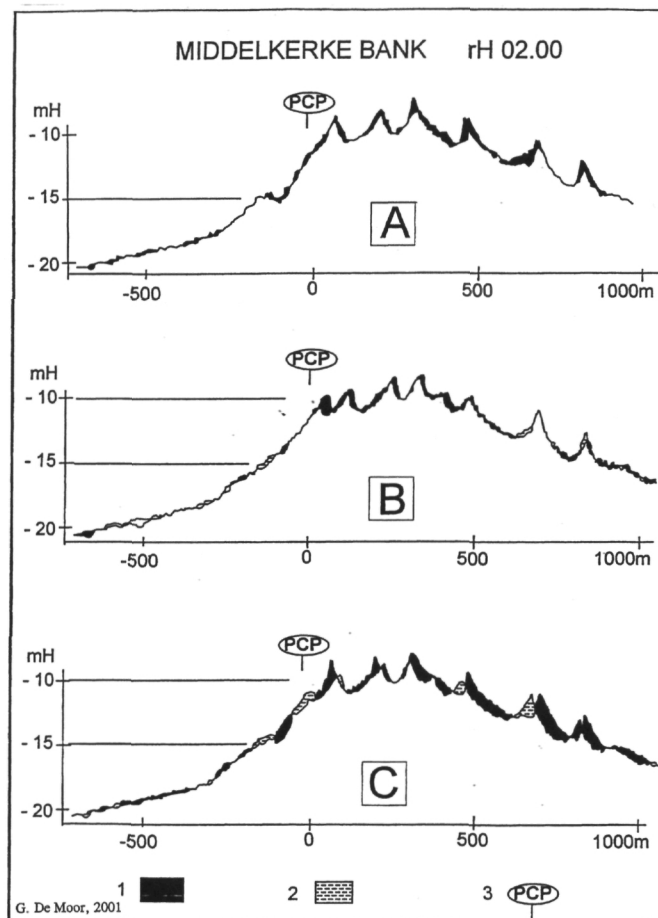 MIDDELKERKE BANK rH 02.00
PCP
mH
- 10
- 15
- 20
A
-500 0 500 1000m
PCP
mH
- 10
- 15
- 20
B
-500 0 500 1000m
PCP
mH
- 10
- 15
- 20
C
-500 0 500 1000m
1 2 3 PCP
G. De Moor, 2001